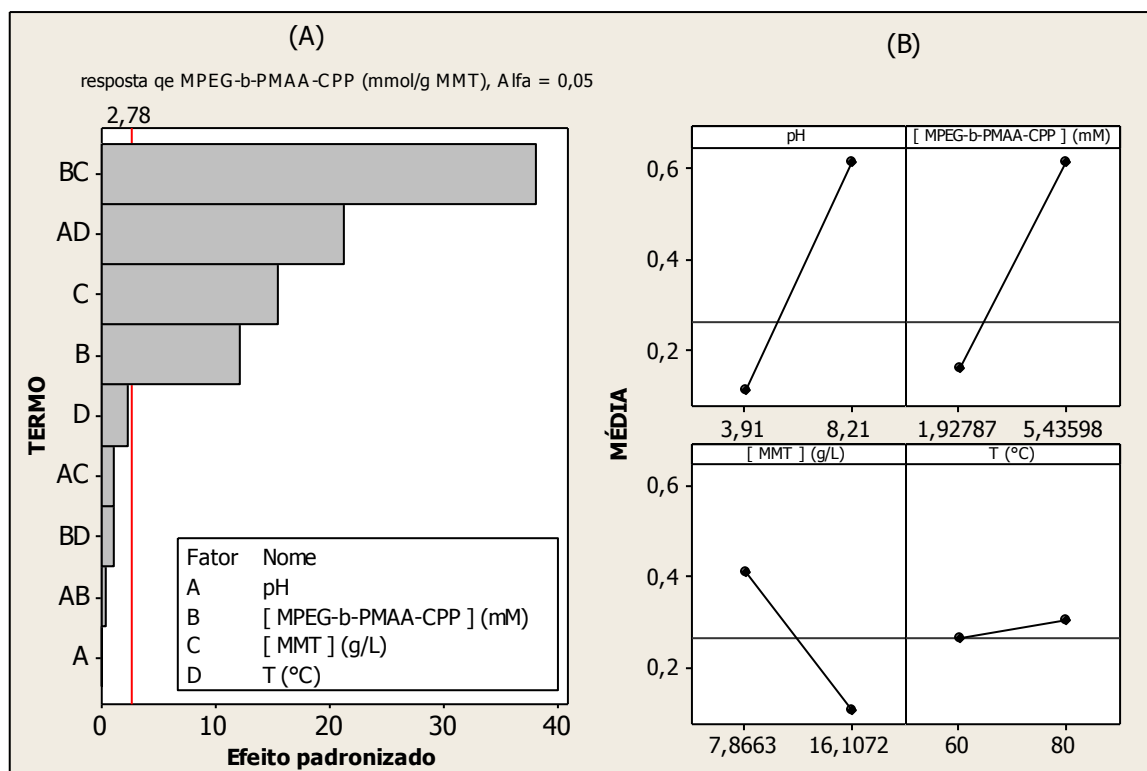 (A)
resposta qe MPEG-b-PMAA-CPP (mmol/g MMT), Alfa = 0,05
2,78
TERMO
BC
AD
C
B
D
AC
BD
AB
A
Fator Nome
A pH
B [ MPEG-b-PMAA-CPP ] (mM)
C [ MMT ] (g/L)
D T (°C)
0 10 20 30 40
Efeito padronizado
(B)
MÉDIA
pH [ MPEG-b-PMAA-CPP ] (mM)
0,6
0,4
0,2
3,91 8,21 1,92787 5,43598
[ MMT ] (g/L) T (°C)
0,6
0,4
0,2
7,8663 16,1072 60 80